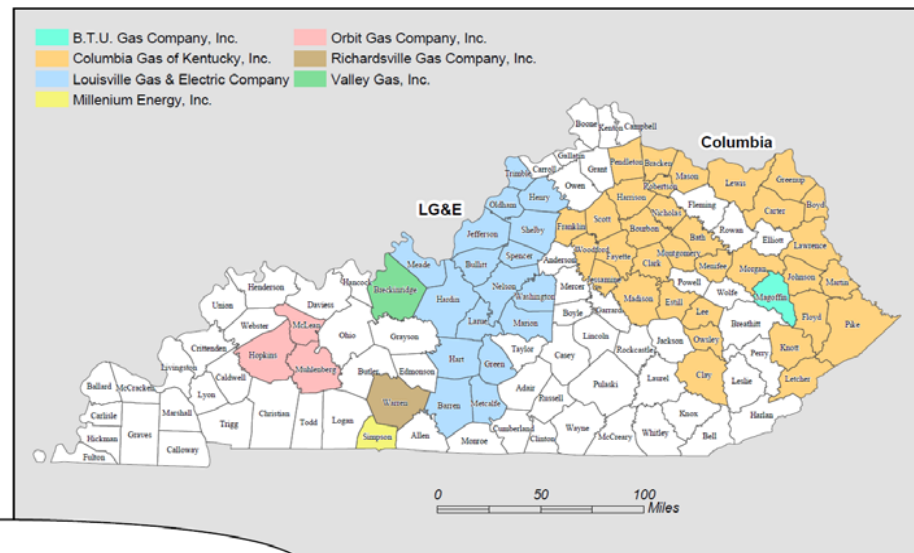 B.T.U. Gas Company, Inc.
Columbia Gas of Kentucky, Inc.
Louisville Gas & Electric Company
Millenium Energy, Inc.
Orbit Gas Company, Inc.
Richardsville Gas Company, Inc.
Valley Gas, Inc.
Columbia
LG&E
Boone Kenton Campbell
Gallatin Pendleton Bracken
Carroll Grant Mason
Trimble Owen Robertson Lewis Greenup
Henry Harrison Fleming Boyd
Oldham Nicholas Carter
Scott Rowan
Franklin Bourbon
Jefferson Shelby Bath Elliott Lawrence
Woodford Montgomery
Spencer Anderson Fayette Clark Menifee Morgan
Meade Bullitt Johnson Martin
Hancock Nelson Mercer Jessamine Powell Wolfe
Henderson Breckinridge Hardin Washington Madison Estill Magoffin
Union Daviess Boyle Garrard Lee Floyd
Webster McLean Ohio Larue Marion Breathitt Pike
Grayson Lincoln Jackson Owsley Knott
Crittenden Hopkins Hart Taylor Casey Rockcastle Perry
Livingston Muhlenberg Butler Edmonson Green Clay Letcher
Caldwell Adair Pulaski Laurel Leslie
Ballard McCracken Lyon Warren Barren Metcalfe Russell
Carlisle Marshall Christian Knox Harlan
Trigg Todd Logan Cumberland Wayne
Hickman Graves Simpson Allen Monroe Clinton McCreary Whitley Bell
Fulton Calloway
0 50 100
Miles